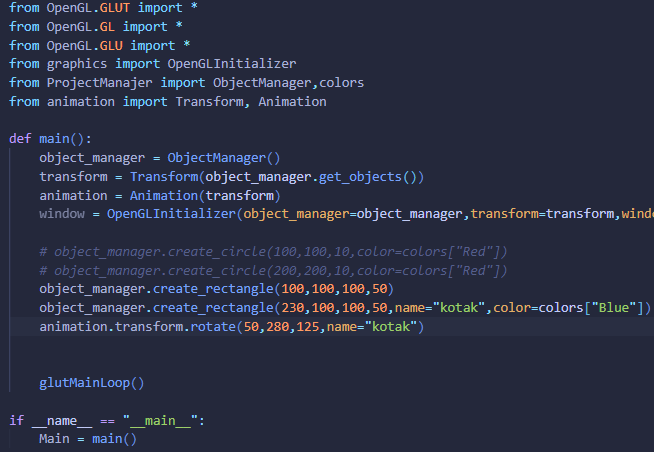 from OpenGL.GLUT import *
from OpenGL.GL import *
from OpenGL.GLU import *
from graphics import OpenGLInitializer
from ProjectManajer import ObjectManager,colors
from animation import Transform, Animation
def main():
object_manager = ObjectManager()
transform = Transform(object_manager.get_objects())
animation = Animation(transform)
window = OpenGLInitializer(object_manager=object_manager,transform=transform,wind
# object_manager.create_circle(100,100,10,color=colors["Red"])
# object_manager.create_circle(200,200,10,color=colors["Red"])
object_manager.create_rectangle(100,100,100,50)
object_manager.create_rectangle(230,100,100,50,name="kotak",color=colors["Blue"])
animation.transform.rotate(50,280,125,name="kotak")
glutMainLoop()
if __name__ == "__main__":
Main = main()